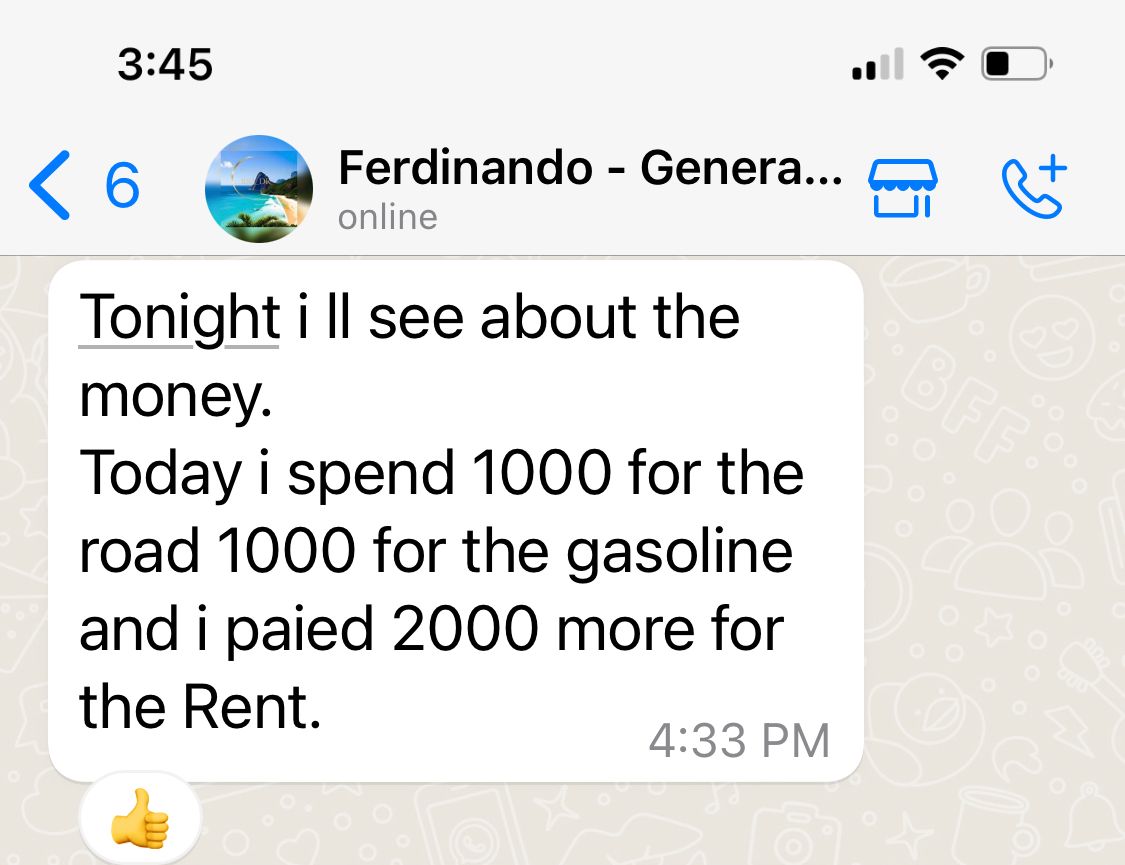 3:45
6
Ferdinando - Genera...
online
Tonight i ll see about the
money.
Today i spend 1000 for the
road 1000 for the gasoline
and i paied 2000 more for
the Rent.
4:33 PM